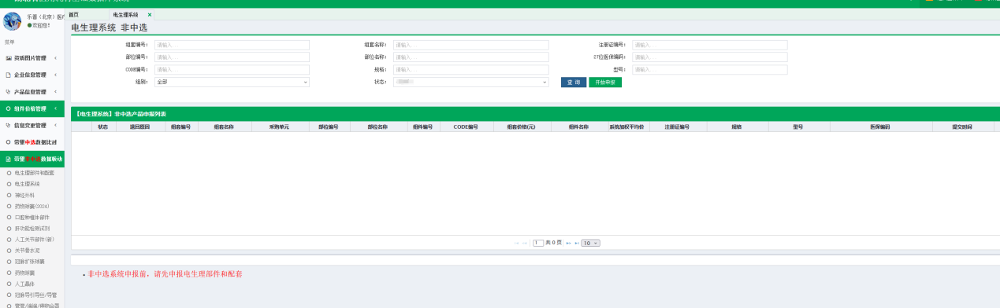 乐普（北京）医疗
欢迎您！
首页
电生理系统 ×
电生理系统 非中选
菜单
资质图片管理
企业信息管理
产品信息管理
组件价格管理
信息变更管理
带量中选数据比对
带量非中选数据联动
电生理部件和配套
电生理系统
神经外科
药物球囊(2024)
口腔种植体部件
肝功能检测试剂
人工关节部件(新)
关节骨水泥
冠脉扩张球囊
药物球囊
人工晶体
冠脉导引导丝/导管
组套编号： 请输入
组套名称： 请输入
注册证编号： 请输入
部位编号： 请输入
部位名称： 请输入
27位医保编码： 请输入
CODE编号： 请输入
规格： 请输入
型号： 请输入
组别： 全部
状态：
查 询
开始申报
【电生理系统】非中选产品申报列表
状态 退回原因 组套编号 组套名称 采购单元 部位编号 部位名称 组件编号 CODE编号 组套价格(元) 组件名称 系统加权平均价 注册证编号 规格 型号 医保编码 提交时间
1 共 0 页 10
非中选系统申报前，请先申报电生理部件和配套